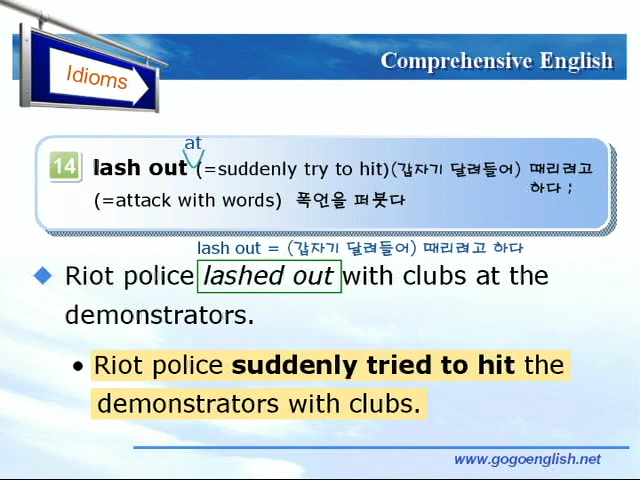 Idioms
Comprehensive English
at
14 lash out (=suddenly try to hit)(갑자기 달려들어) 때리려고
하다 ;
(=attack with words) 폭언을 퍼붓다
lash out = (갑자기 달려들어) 때리려고 하다
Riot police lashed out with clubs at the
demonstrators.
• Riot police suddenly tried to hit the
demonstrators with clubs.
www.gogoenglish.net